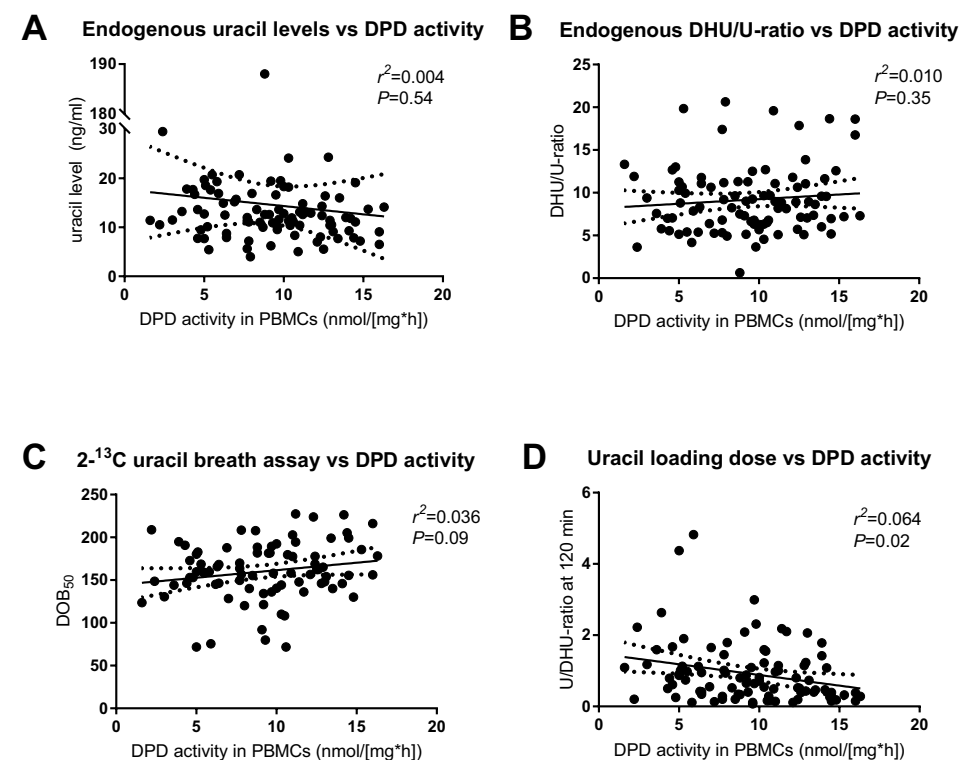 A
Endogenous uracil levels vs DPD activity
r²=0.004
P=0.54
uracil level (ng/ml)
190
180
30
20
10
0
0 5 10 15 20
DPD activity in PBMCs (nmol/[mg*h])
B
Endogenous DHU/U-ratio vs DPD activity
r²=0.010
P=0.35
DHU/U-ratio
25
20
15
10
5
0
0 5 10 15 20
DPD activity in PBMCs (nmol/[mg*h])
C
2-¹³C uracil breath assay vs DPD activity
r²=0.036
P=0.09
DOB₅₀
250
200
150
100
50
0
0 5 10 15 20
DPD activity in PBMCs (nmol/[mg*h])
D
Uracil loading dose vs DPD activity
r²=0.064
P=0.02
U/DHU-ratio at 120 min
6
4
2
0
0 5 10 15 20
DPD activity in PBMCs (nmol/[mg*h])